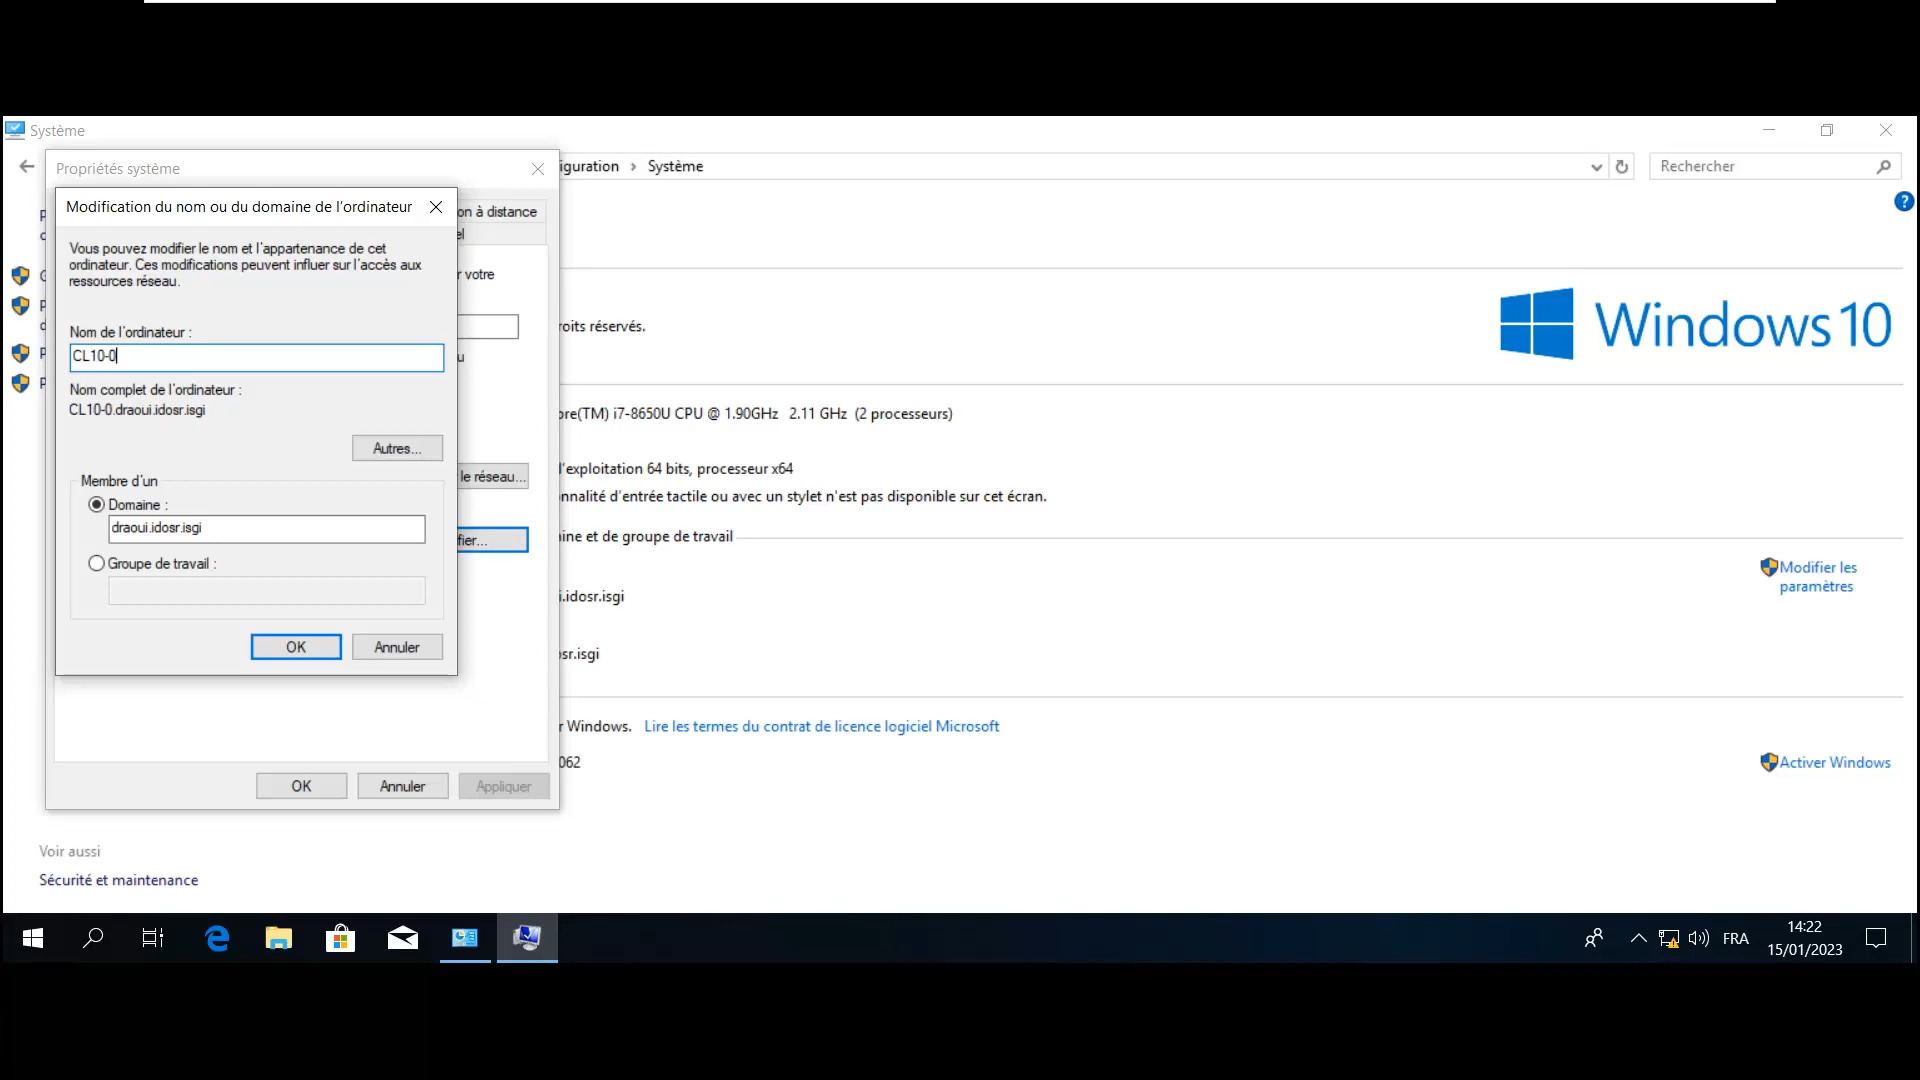 Système
Propriétés système
iguration › Système
Rechercher
Modification du nom ou du domaine de l'ordinateur
on à distance
el
Vous pouvez modifier le nom et l'appartenance de cet
ordinateur. Ces modifications peuvent influer sur l'accès aux
ressources réseau.
r votre
Nom de l'ordinateur :
CL10-0
u
Nom complet de l'ordinateur :
CL10-0.draoui.idosr.isgi
Autres...
Membre d'un
Domaine :
draoui.idosr.isgi
Groupe de travail :
OK
Annuler
le réseau...
fier...
OK
Annuler
Appliquer
roits réservés.
Windows 10
ore(TM) i7-8650U CPU @ 1.90GHz 2.11 GHz (2 processeurs)
l'exploitation 64 bits, processeur x64
nnalité d'entrée tactile ou avec un stylet n'est pas disponible sur cet écran.
ine et de groupe de travail
Modifier les
paramètres
i.idosr.isgi
osr.isgi
r Windows. Lire les termes du contrat de licence logiciel Microsoft
062
Activer Windows
Voir aussi
Sécurité et maintenance
FRA
14:22
15/01/2023